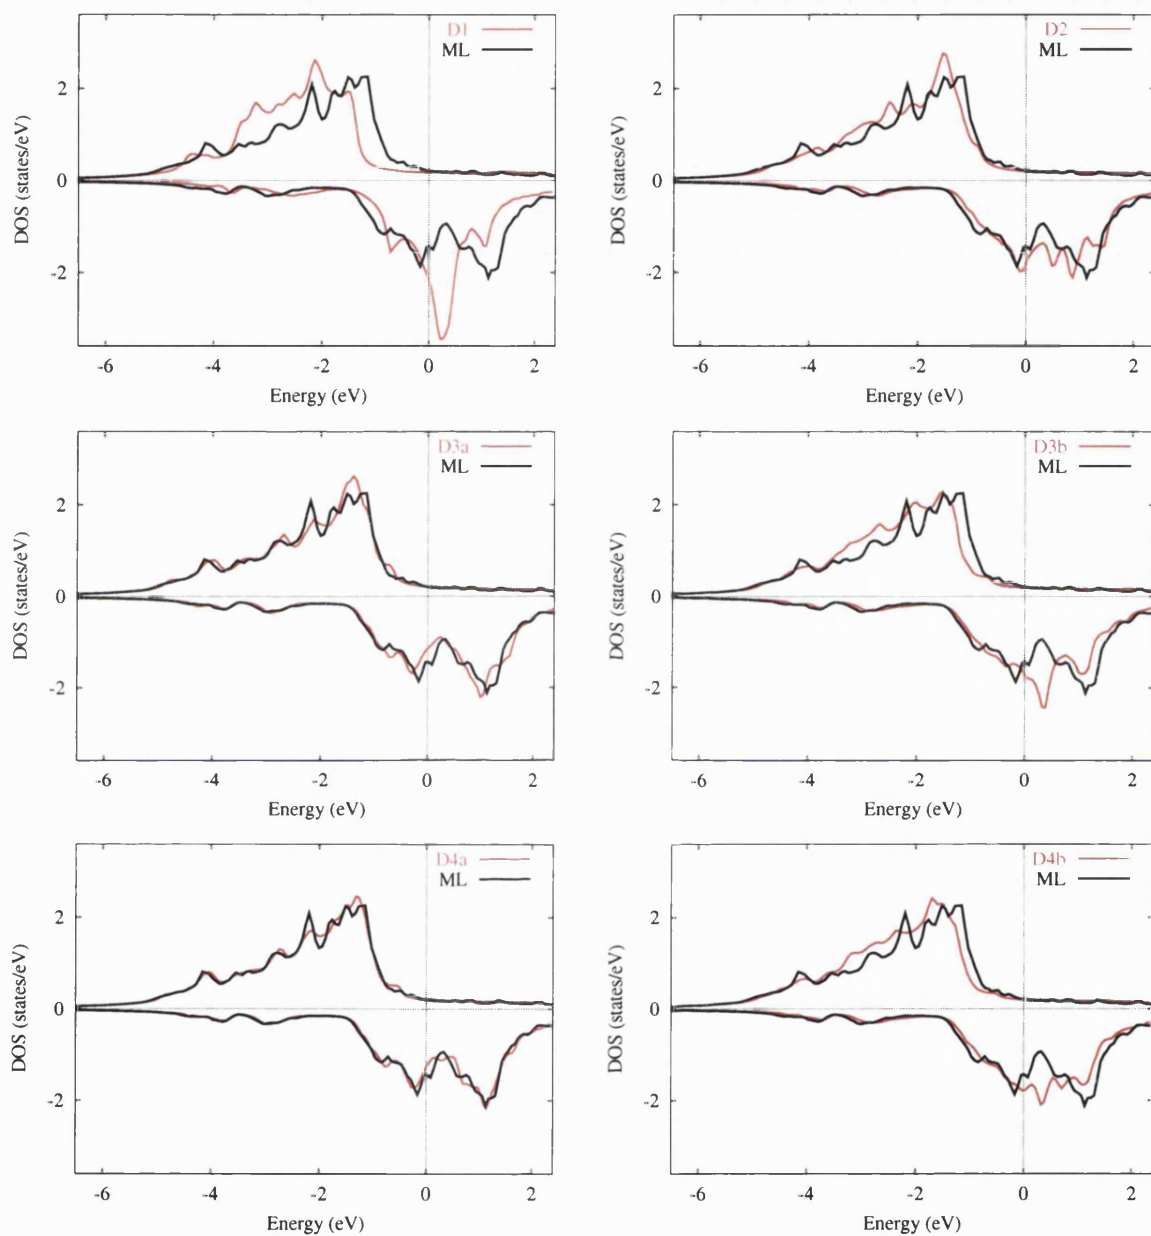 D1
ML
2
0
-2
DOS (states/eV)
-6 -4 -2 0 2
Energy (eV)
D2
ML
2
0
-2
DOS (states/eV)
-6 -4 -2 0 2
Energy (eV)
D3a
ML
2
0
-2
DOS (states/eV)
-6 -4 -2 0 2
Energy (eV)
D3b
ML
2
0
-2
DOS (states/eV)
-6 -4 -2 0 2
Energy (eV)
D4a
ML
2
0
-2
DOS (states/eV)
-6 -4 -2 0 2
Energy (eV)
D4b
ML
2
0
-2
DOS (states/eV)
-6 -4 -2 0 2
Energy (eV)